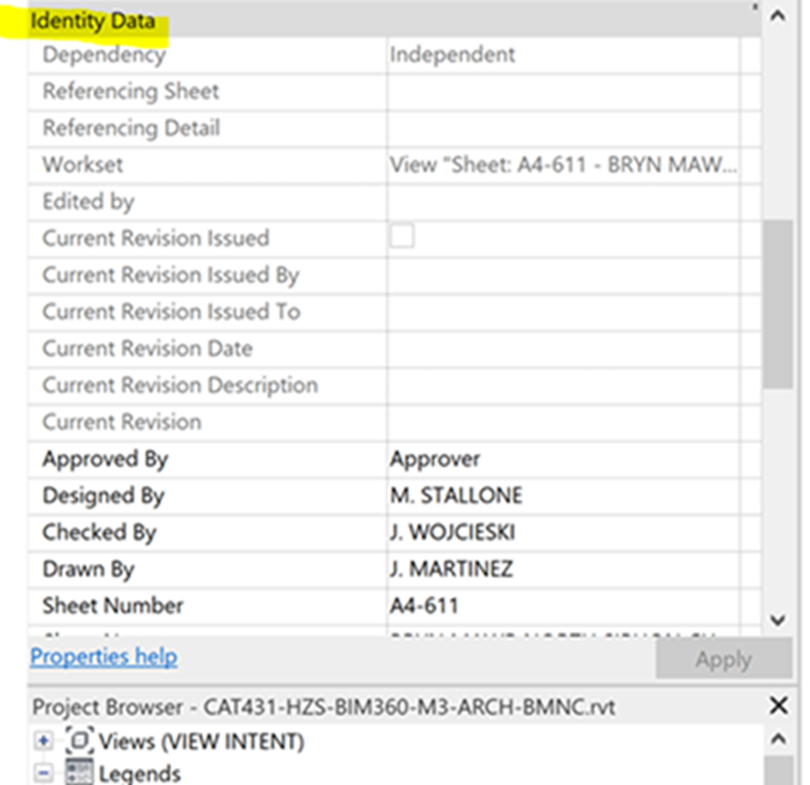 Identity Data
Dependency Independent
Referencing Sheet
Referencing Detail
Workset View "Sheet: A4-611 - BRYN MAW...
Edited by
Current Revision Issued
Current Revision Issued By
Current Revision Issued To
Current Revision Date
Current Revision Description
Current Revision
Approved By Approver
Designed By M. STALLONE
Checked By J. WOJCIESKI
Drawn By J. MARTINEZ
Sheet Number A4-611
Properties help Apply
Project Browser - CAT431-HZS-BIM360-M3-ARCH-BMNC.rvt
Views (VIEW INTENT)
Legends